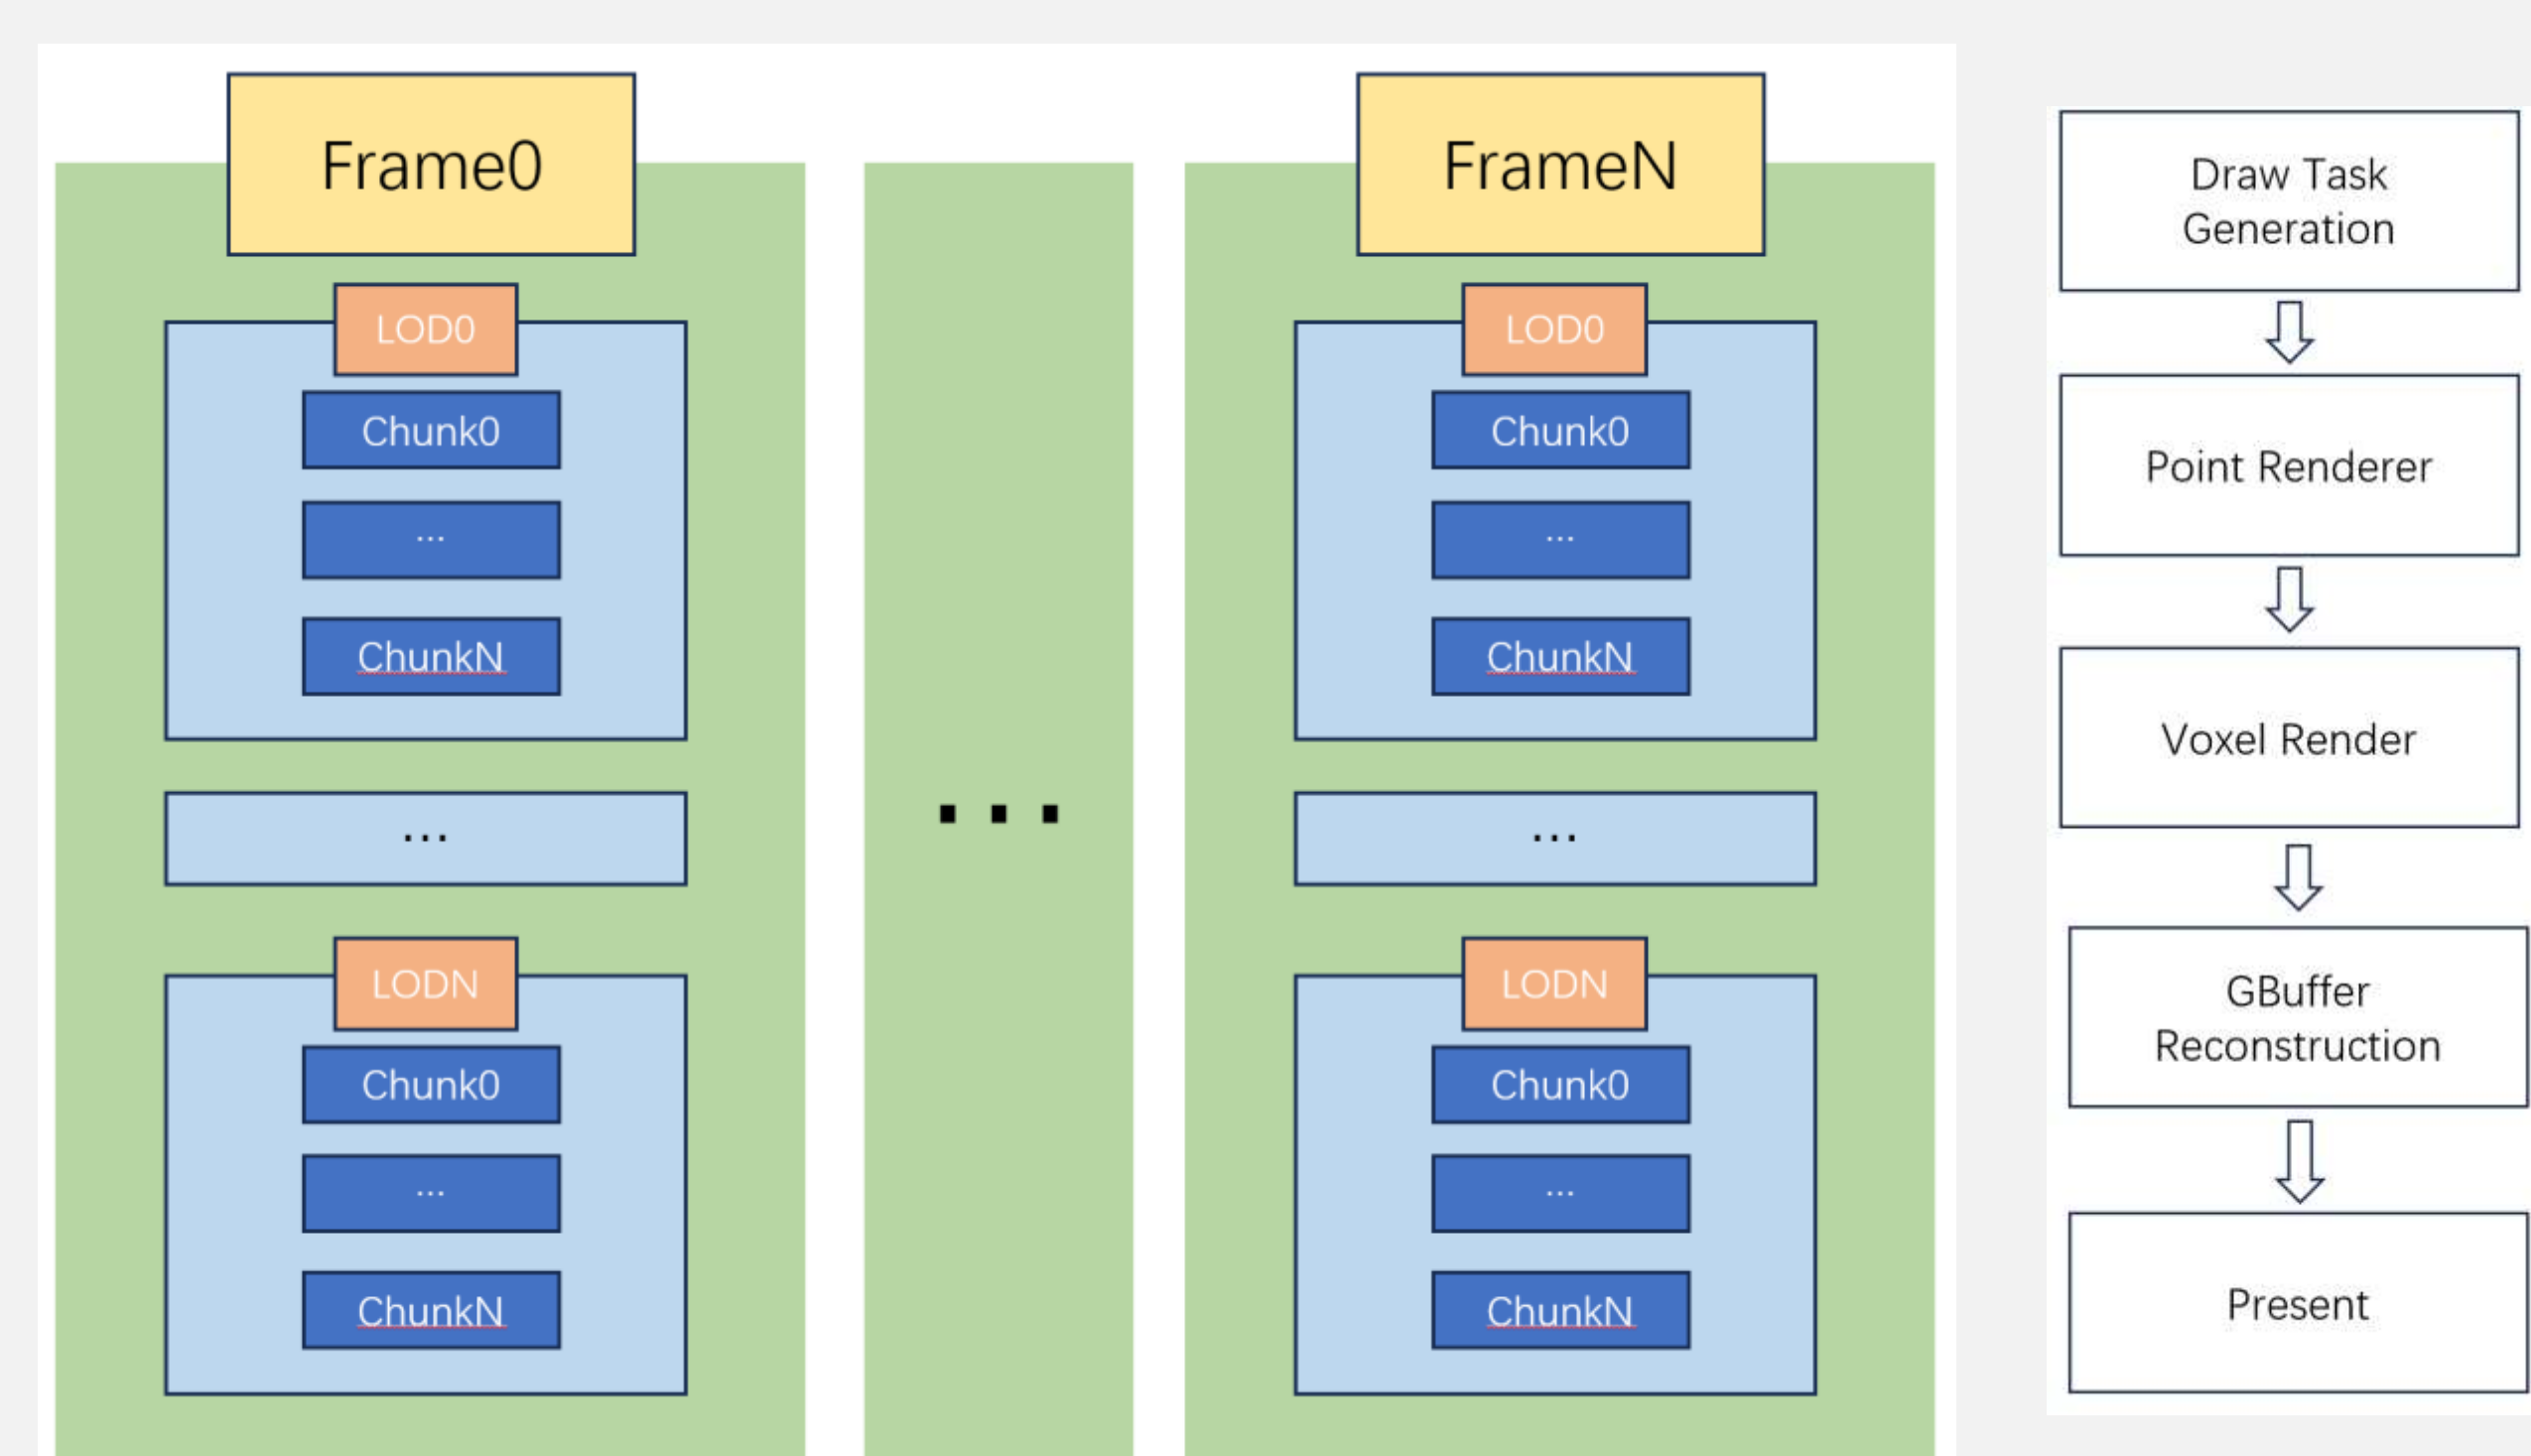 Frame0
LOD0
Chunk0
...
ChunkN
...
LODN
Chunk0
...
ChunkN
...
FrameN
LOD0
Chunk0
...
ChunkN
...
LODN
Chunk0
...
ChunkN
Draw Task
Generation
Point Renderer
Voxel Render
GBuffer
Reconstruction
Present